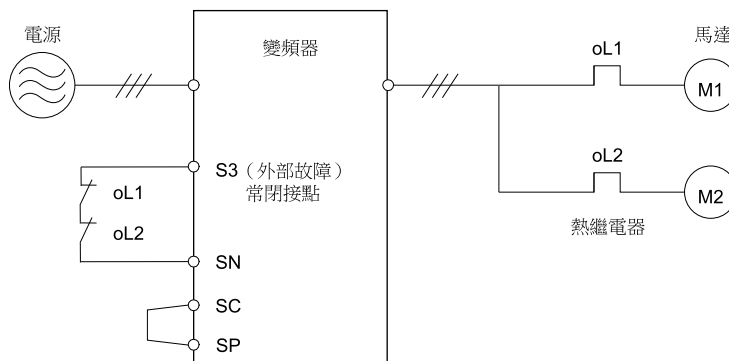 電源
變頻器
oL1
馬達
M1
S3（外部故障）
常閉接點
oL1
oL2
oL2
M2
熱繼電器
SN
SC
SP